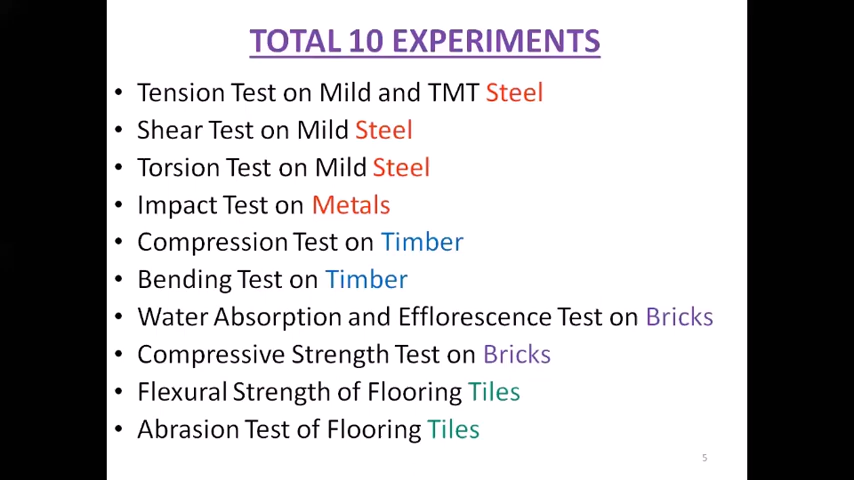 TOTAL 10 EXPERIMENTS
• Tension Test on Mild and TMT Steel
• Shear Test on Mild Steel
• Torsion Test on Mild Steel
• Impact Test on Metals
• Compression Test on Timber
• Bending Test on Timber
• Water Absorption and Efflorescence Test on Bricks
• Compressive Strength Test on Bricks
• Flexural Strength of Flooring Tiles
• Abrasion Test of Flooring Tiles
5